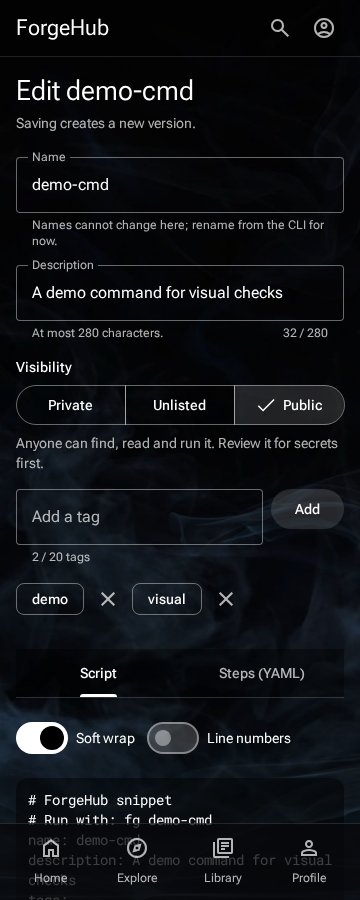 ForgeHub
Edit demo-cmd
Saving creates a new version.
Name
demo-cmd
Names cannot change here; rename from the CLI for
now.
Description
A demo command for visual checks
At most 280 characters.
32 / 280
Visibility
Private
Unlisted
Public
Anyone can find, read and run it. Review it for secrets
first.
Add a tag
Add
2 / 20 tags
demo
visual
Script
Steps (YAML)
Soft wrap
Line numbers
# ForgeHub snippet
# Run with: fg demo-cmd
name: demo-cmd
description: A demo command for visual
checks
tags:
Home
Explore
Library
Profile